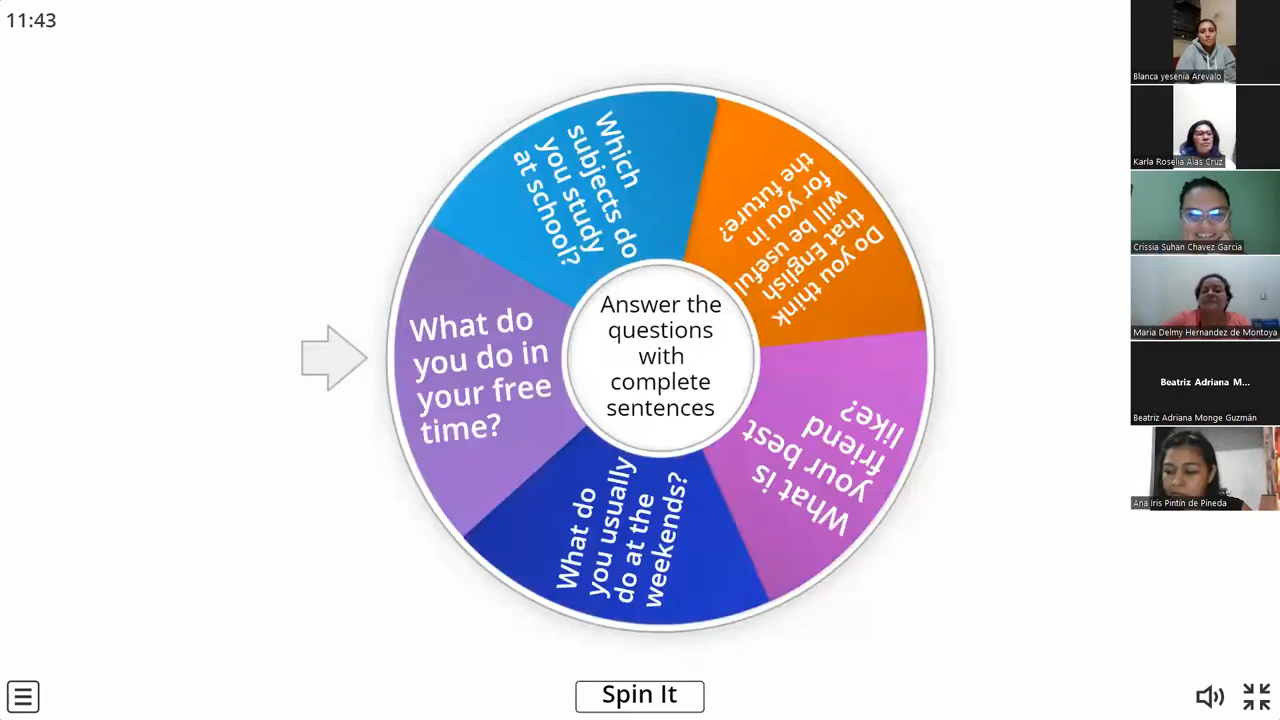 11:43
Which
subjects do
you study
at school?
Do you think
that English
will be useful
for you in
the future?
What do
you do in
your free
time?
Answer the
questions
with
complete
sentences
What is
your best
friend
like?
What do
you usually
do at the
weekends?
Spin It
Blanca yesenia Arevalo
Karla Roselia Alas Cruz
Crissia Suhan Chavez Garcia
Maria Delmy Hernandez de Montoya
Beatriz Adriana M...
Beatriz Adriana Monge Guzmán
Ana Iris Pintín de Pineda